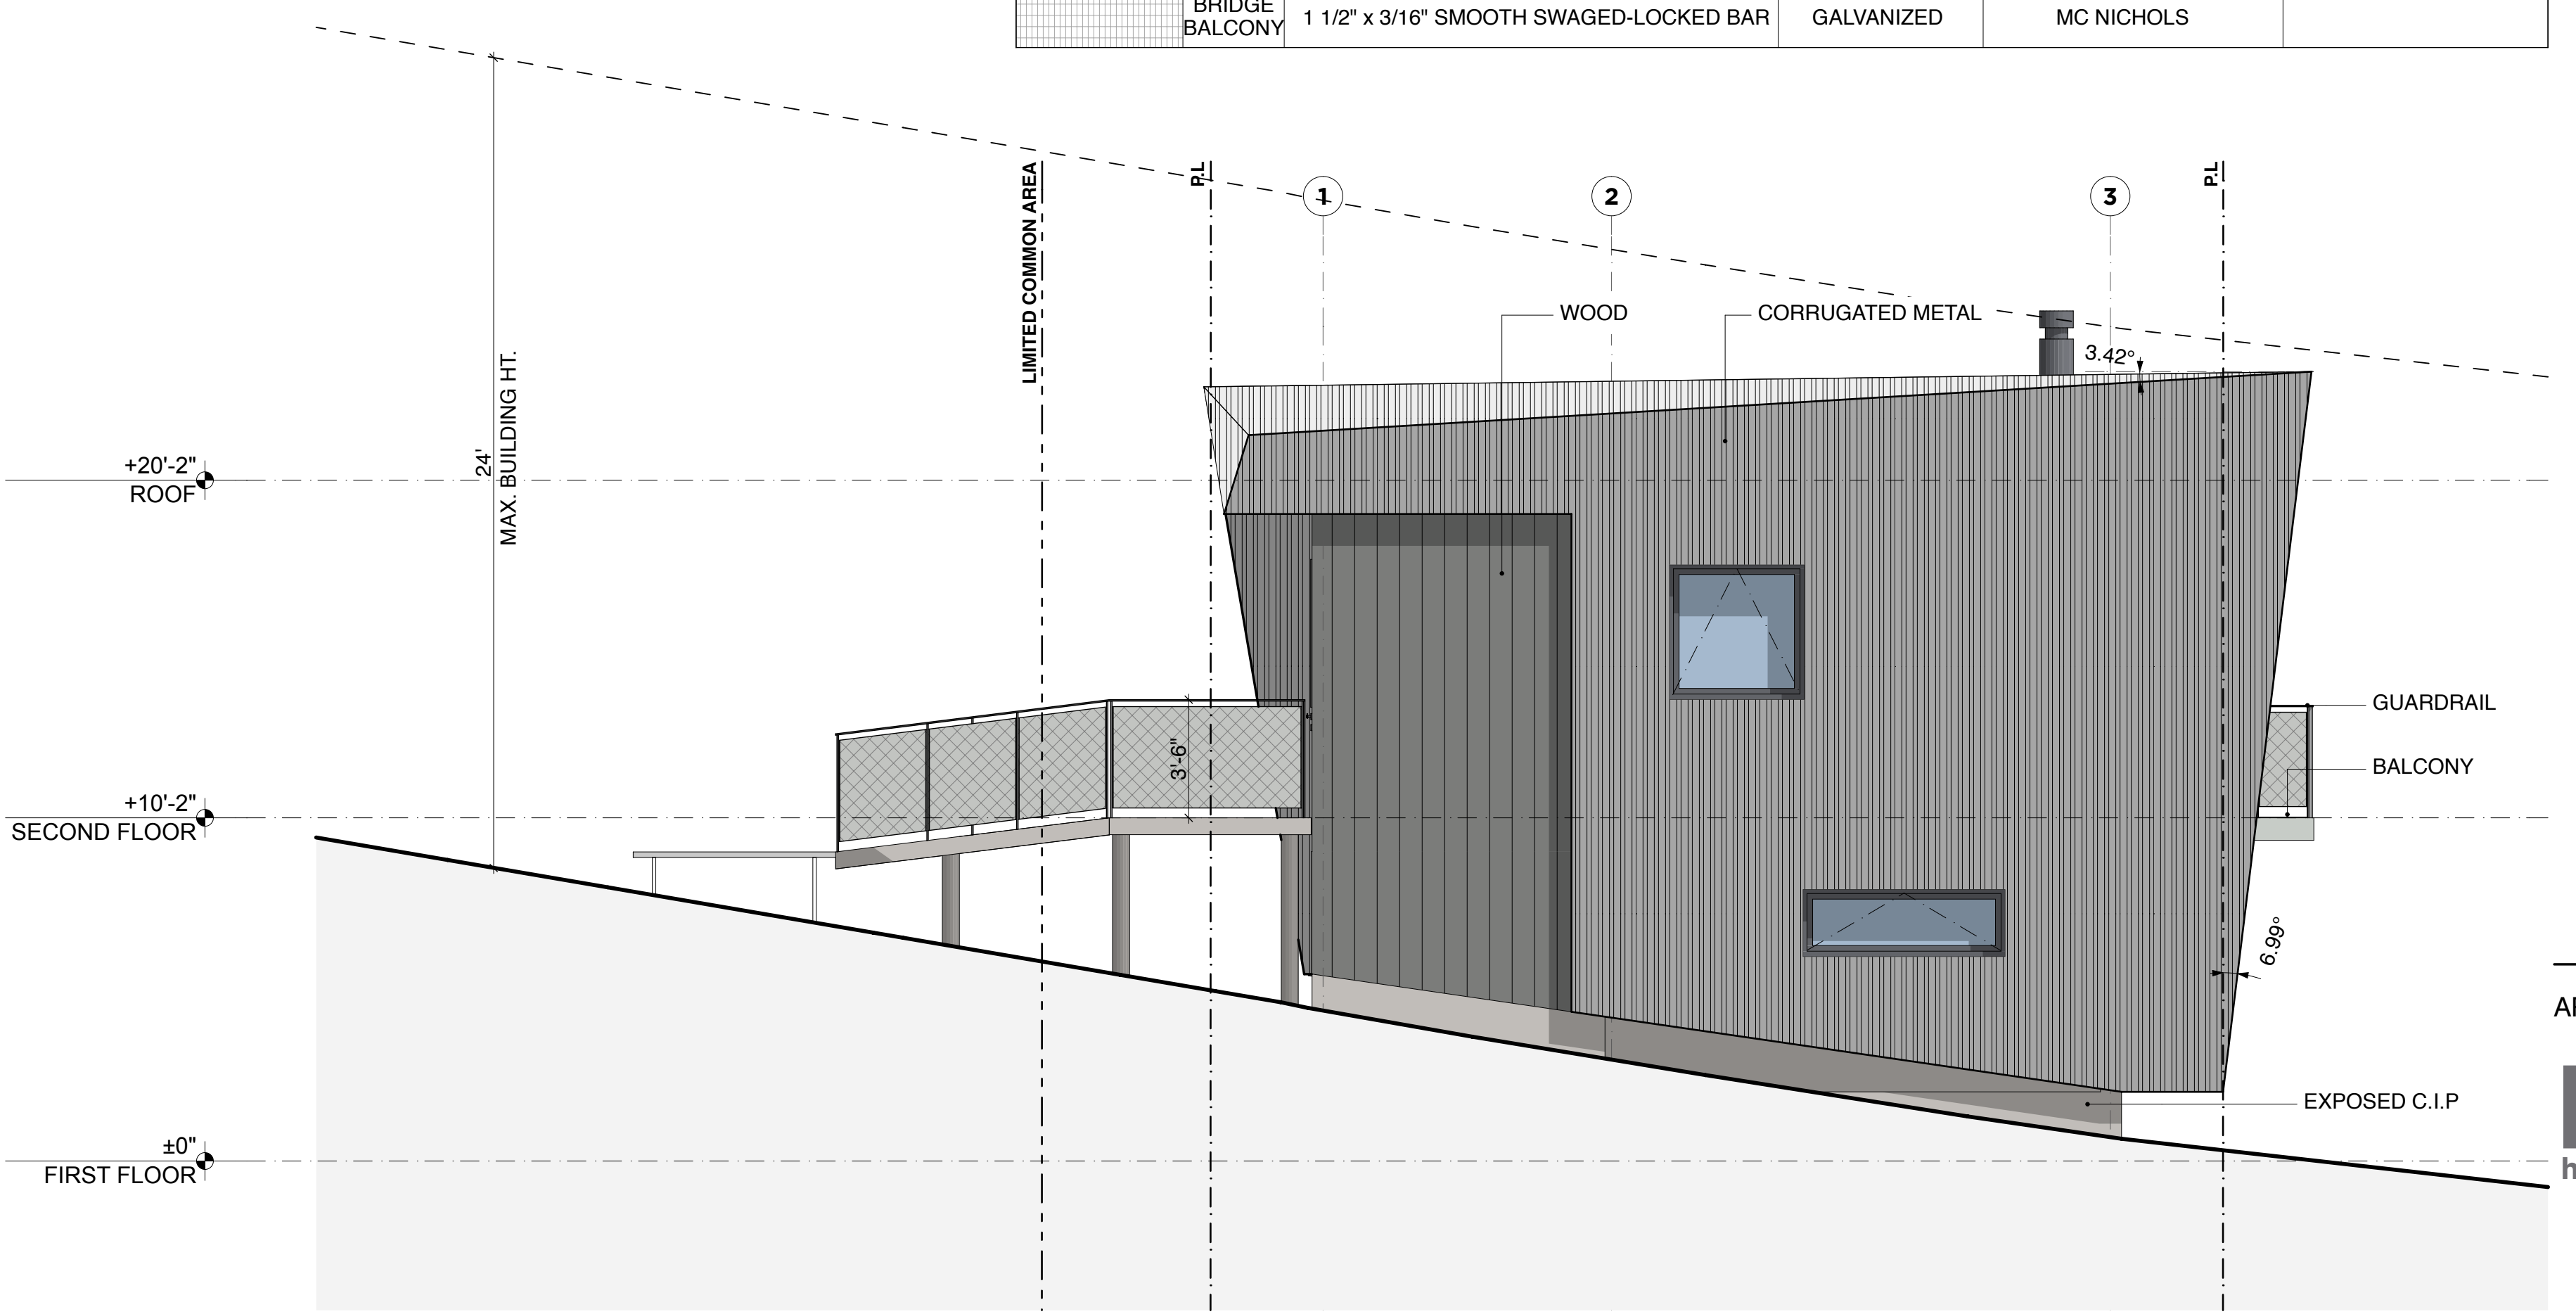 BRIDGE
BALCONY
1 1/2" x 3/16" SMOOTH SWAGED-LOCKED BAR
GALVANIZED
MC NICHOLS
LIMITED COMMON AREA
P.L
1
2
3
P.L
WOOD
CORRUGATED METAL
3.42°
24'
MAX. BUILDING HT.
+20'-2"
ROOF
GUARDRAIL
3'-6"
BALCONY
+10'-2"
SECOND FLOOR
6.99°
EXPOSED C.I.P
±0"
FIRST FLOOR